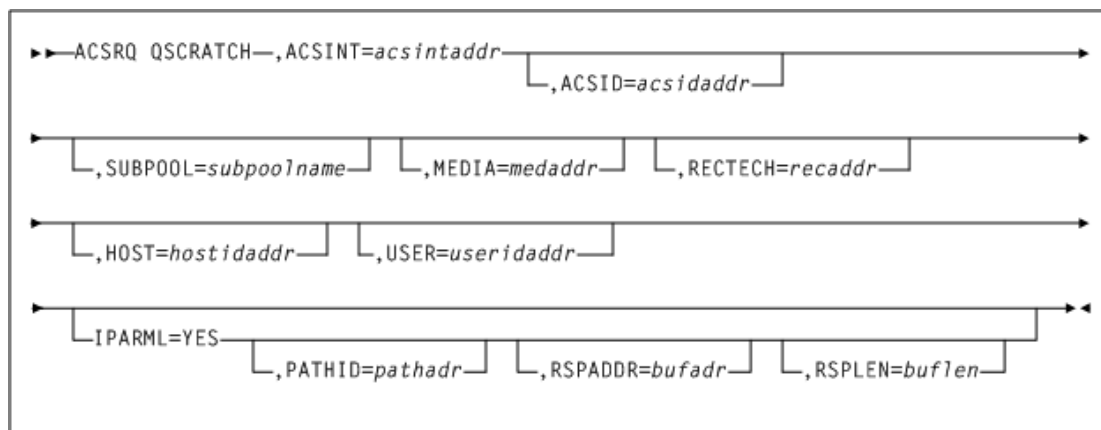 ACSRQ QSCRATCH ,ACSINT=acsintaddr
,ACSID=acsidaddr
,SUBPOOL=subpoolname ,MEDIA=medaddr ,RECTECH=recaddr
,HOST=hostidaddr ,USER=useridaddr
IPARML=YES
,PATHID=pathadr ,RSPADDR=bufadr ,RSPLEN=buflen